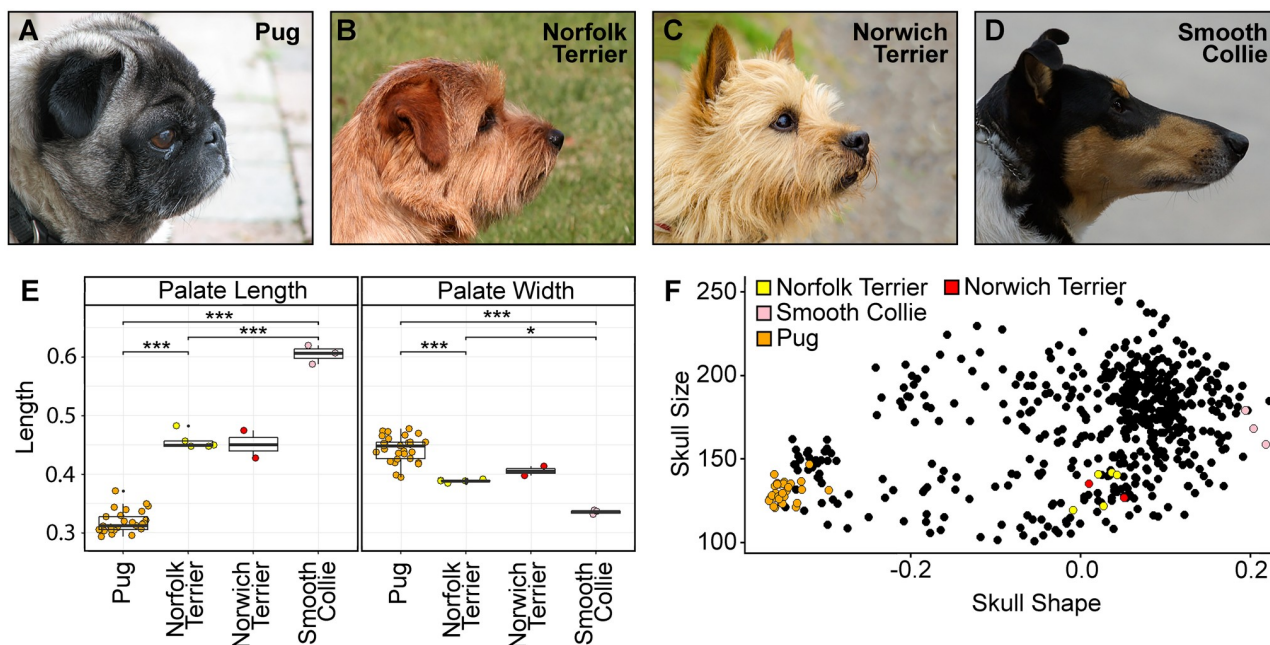 A
Pug
B
Norfolk
Terrier
C
Norwich
Terrier
D
Smooth
Collie
E
Palate Length
Palate Width
***
***
***
***
***
*
Length
0.6
0.5
0.4
0.3
Pug
Norfolk
Terrier
Norwich
Terrier
Smooth
Collie
Pug
Norfolk
Terrier
Norwich
Terrier
Smooth
Collie
F
Norfolk Terrier
Norwich Terrier
Smooth Collie
Pug
Skull Size
250
200
150
100
-0.2
0.0
0.2
Skull Shape